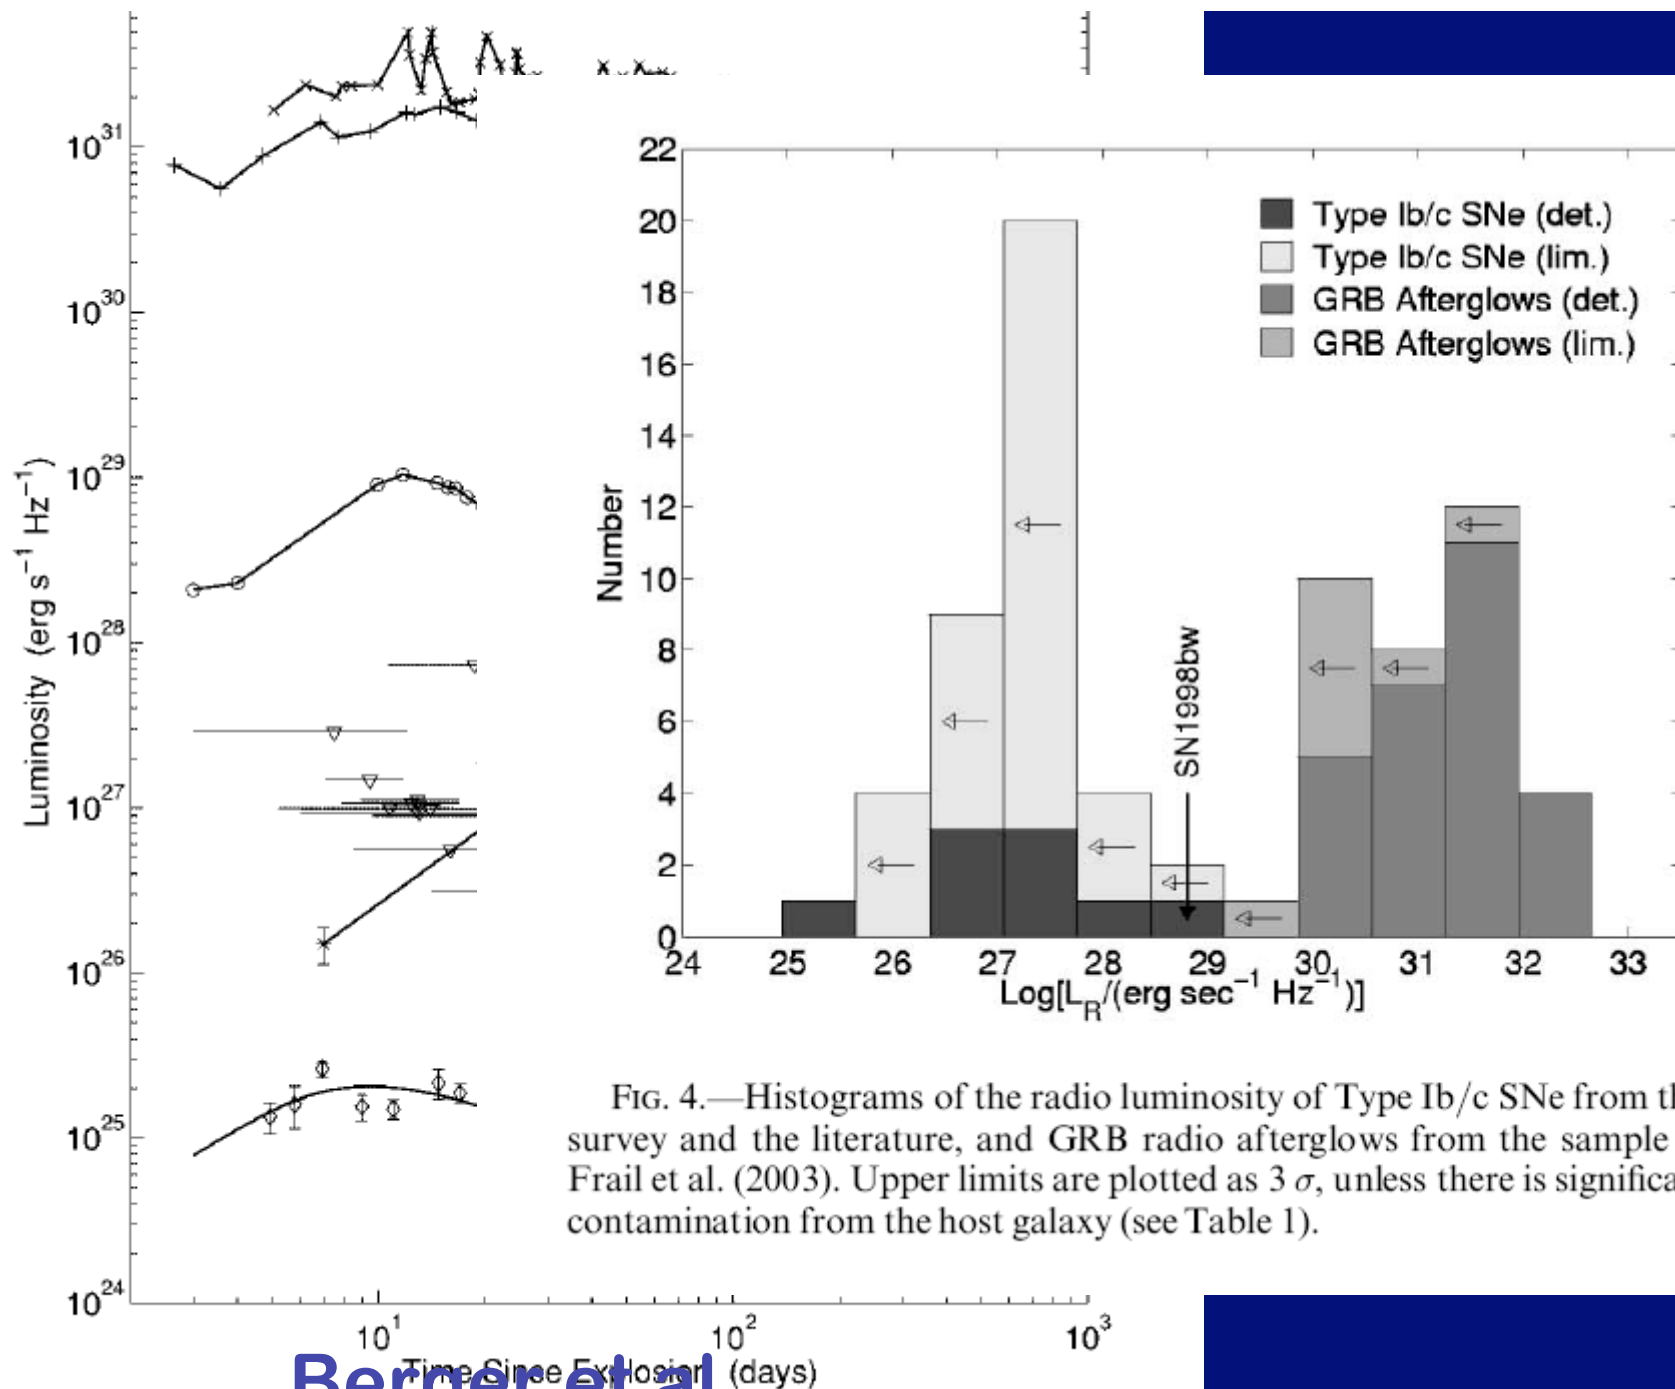 10^31
10^30
10^29
10^28
10^27
10^26
10^25
10^24
Luminosity (erg s^−1 Hz^−1)
10^1
10^2
10^3
Time Since Explosion (days)
Berger et al
22
20
18
16
14
12
10
8
6
4
2
0
Number
Type Ib/c SNe (det.)
Type Ib/c SNe (lim.)
GRB Afterglows (det.)
GRB Afterglows (lim.)
SN1998bw
24 25 26 27 28 29 30 31 32 33
Log[L_R/(erg sec^−1 Hz^−1)]
FIG. 4.—Histograms of the radio luminosity of Type Ib/c SNe from
survey and the literature, and GRB radio afterglows from the sample
Frail et al. (2003). Upper limits are plotted as 3 σ, unless there is
contamination from the host galaxy (see Table 1).